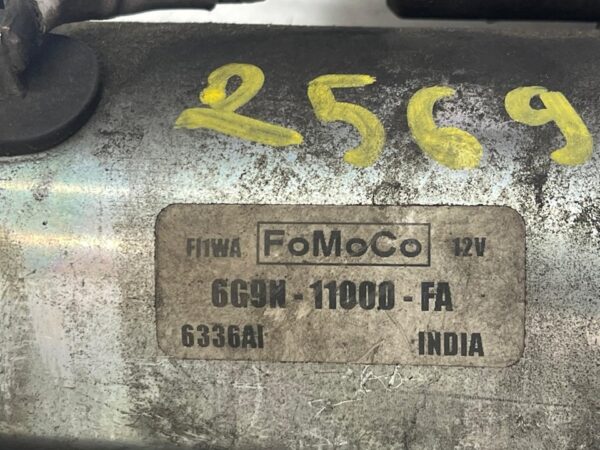 2569
FI1WA FoMoCo 12V
6G9N - 11000 - FA
6336AI INDIA